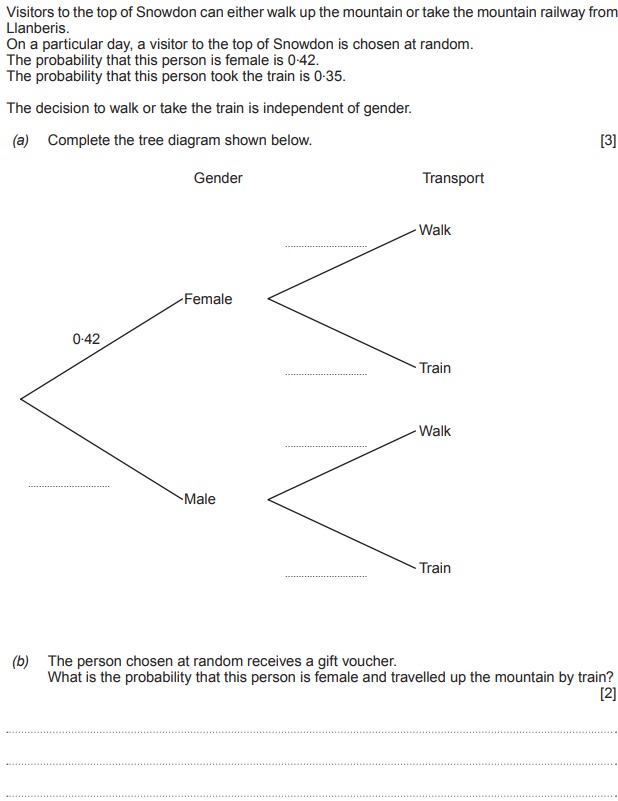 Visitors to the top of Snowdon can either walk up the mountain or take the mountain railway from
Llanberis.
On a particular day, a visitor to the top of Snowdon is chosen at random.
The probability that this person is female is 0·42.
The probability that this person took the train is 0·35.
The decision to walk or take the train is independent of gender.
(a) Complete the tree diagram shown below. [3]
Gender Transport
Walk
Female
0·42
Train
Walk
Male
Train
(b) The person chosen at random receives a gift voucher.
What is the probability that this person is female and travelled up the mountain by train?
[2]